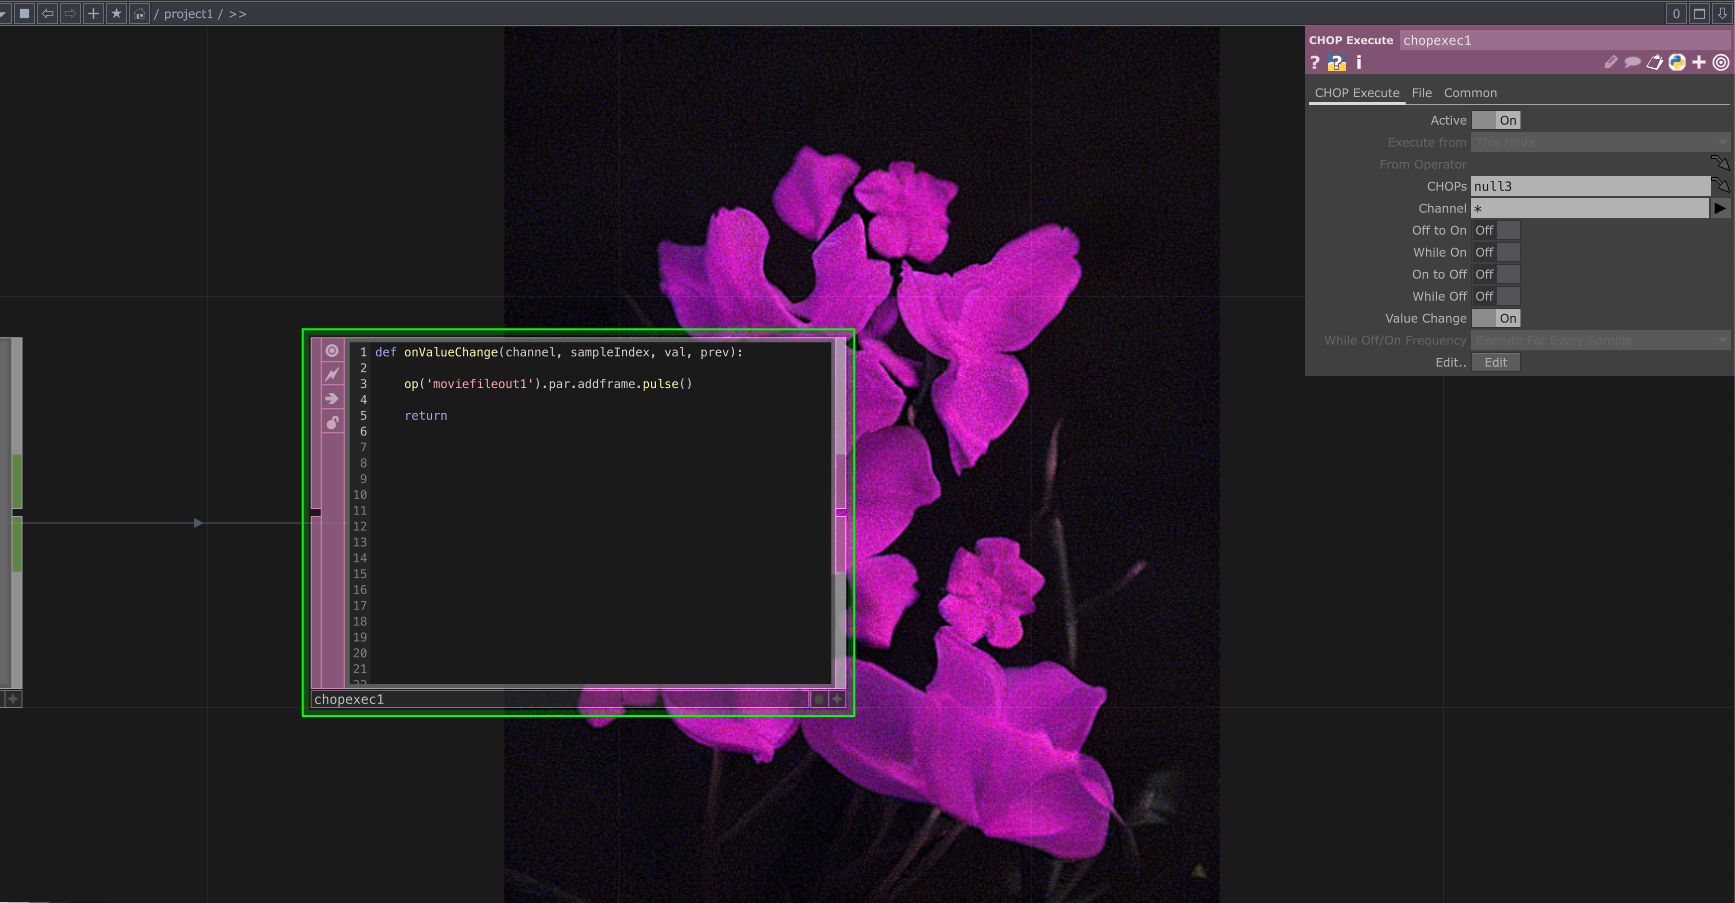 / project1 / >>
0
CHOP Execute chopexec1
? ? i
CHOP Execute File Common
Active On
Execute from This Node
From Operator
CHOPs null3
Channel *
Off to On Off
While On Off
On to Off Off
While Off Off
Value Change On
While Off/On Frequency Execute For Every Sample
Edit.. Edit
1 def onValueChange(channel, sampleIndex, val, prev):
2
3 op('moviefileout1').par.addframe.pulse()
4
5 return
6
7
8
9
10
11
12
13
14
15
16
17
18
19
20
21
22
chopexec1